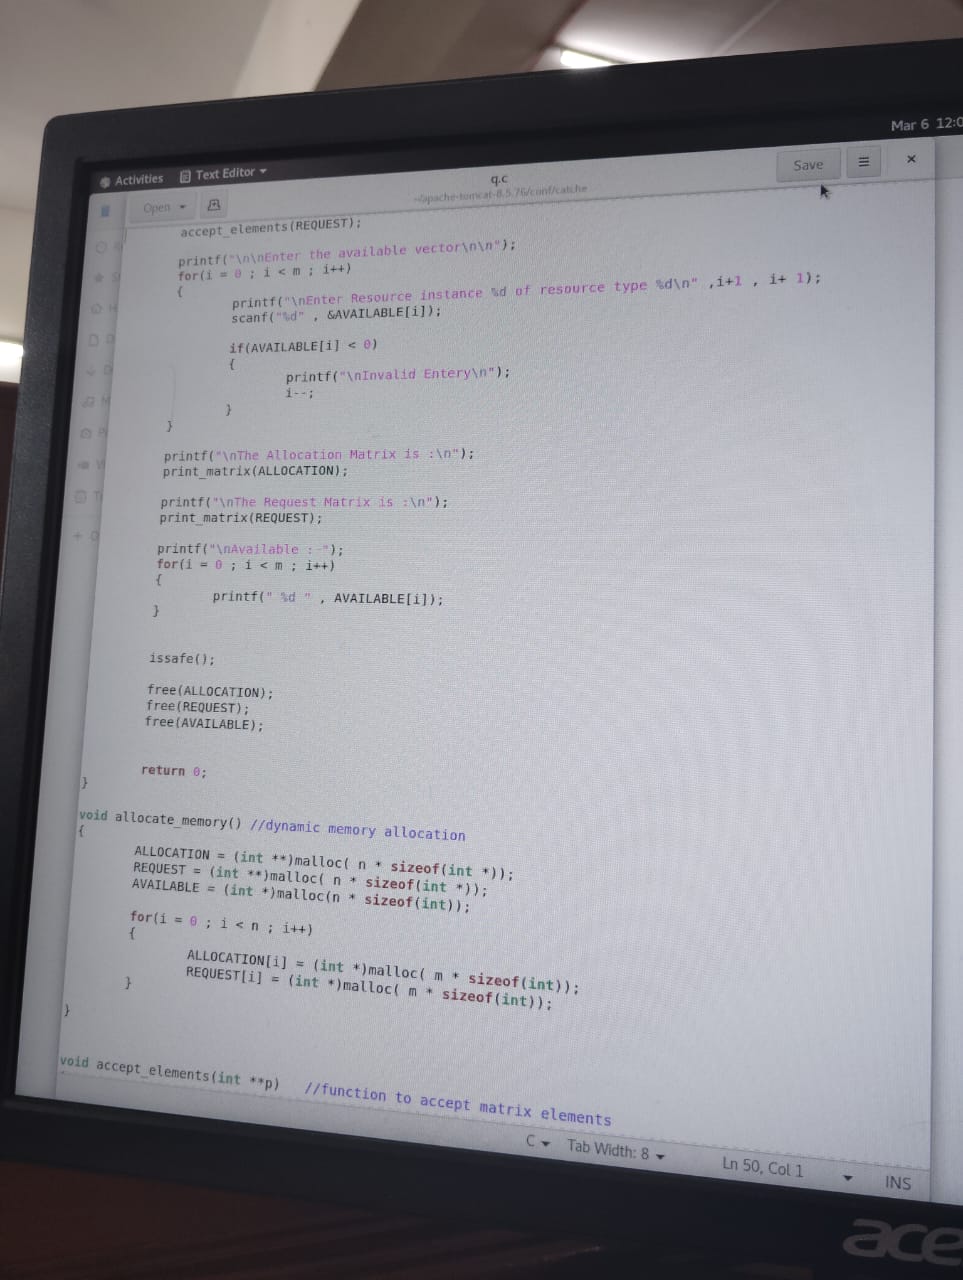 Mar 6 12:0
Activities Text Editor
Open q.c Save
~/apache-tomcat-8.5.76/conf/catche
accept_elements(REQUEST);
printf("\n\nEnter the available vector\n\n");
for(i = 0 ; i < m ; i++)
{
printf("\nEnter Resource instance %d of resource type %d\n" ,i+1 , i+ 1);
scanf("%d" , &AVAILABLE[i]);
if(AVAILABLE[i] < 0)
{
printf("\nInvalid Entery\n");
i--;
}
}
printf("\nThe Allocation Matrix is :\n");
print_matrix(ALLOCATION);
printf("\nThe Request Matrix is :\n");
print_matrix(REQUEST);
printf("\nAvailable :-");
for(i = 0 ; i < m ; i++)
{
printf(" %d " , AVAILABLE[i]);
}
issafe();
free(ALLOCATION);
free(REQUEST);
free(AVAILABLE);
return 0;
}
void allocate_memory() //dynamic memory allocation
{
ALLOCATION = (int **)malloc( n * sizeof(int *));
REQUEST = (int **)malloc( n * sizeof(int *));
AVAILABLE = (int *)malloc(n * sizeof(int));
for(i = 0 ; i < n ; i++)
{
ALLOCATION[i] = (int *)malloc( m * sizeof(int));
REQUEST[i] = (int *)malloc( m * sizeof(int));
}
}
void accept_elements(int **p) //function to accept matrix elements
C Tab Width: 8 Ln 50, Col 1 INS
ace